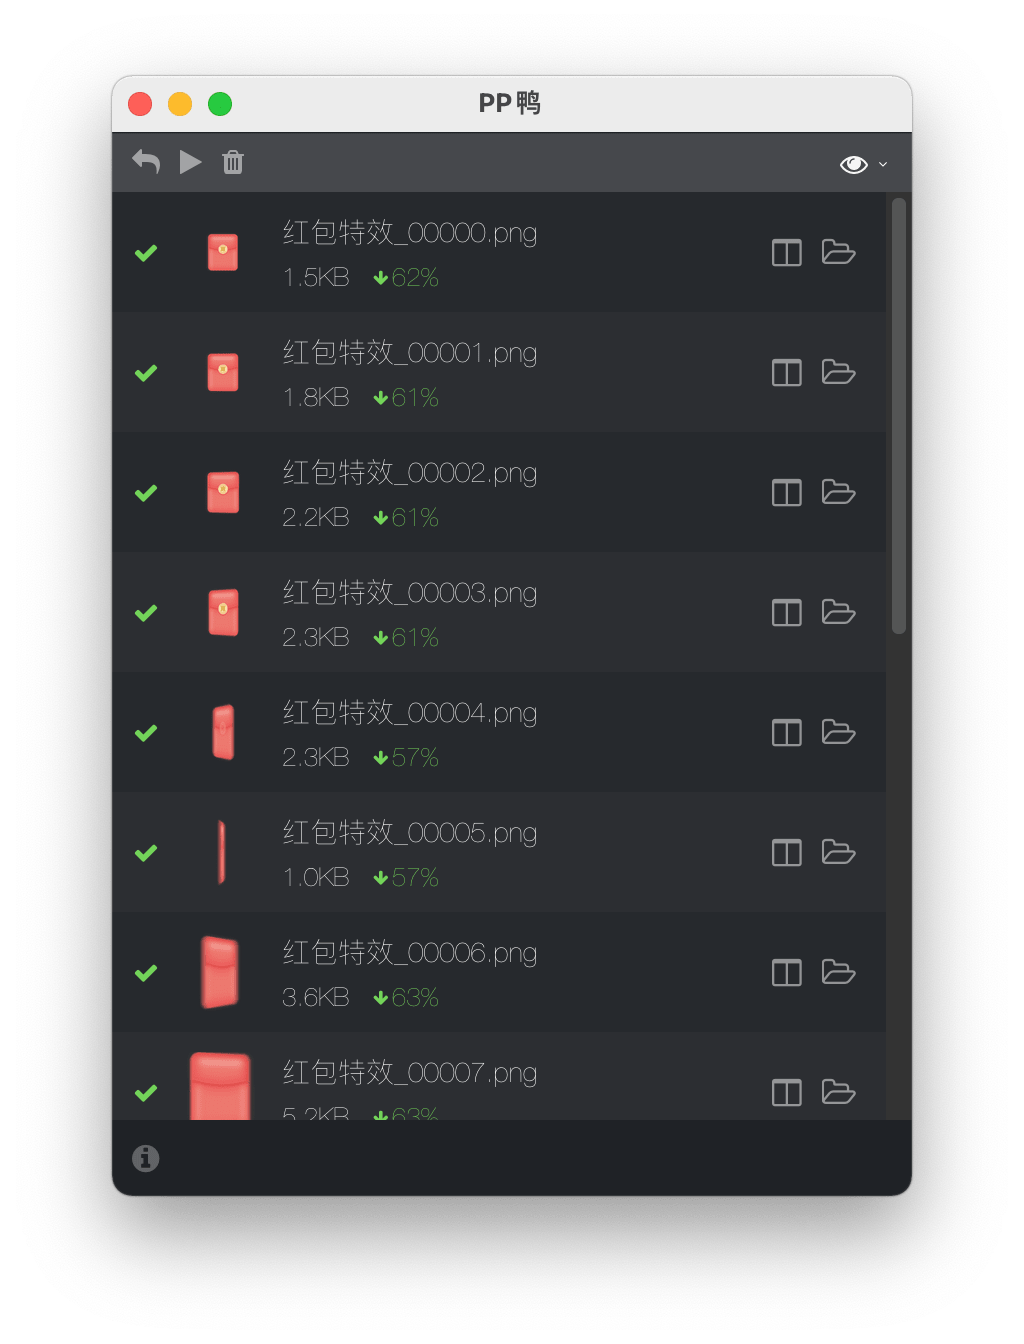 PP鸭
红包特效_00000.png
1.5KB 62%
红包特效_00001.png
1.8KB 61%
红包特效_00002.png
2.2KB 61%
红包特效_00003.png
2.3KB 61%
红包特效_00004.png
2.3KB 57%
红包特效_00005.png
1.0KB 57%
红包特效_00006.png
3.6KB 63%
红包特效_00007.png
5.2KB 63%